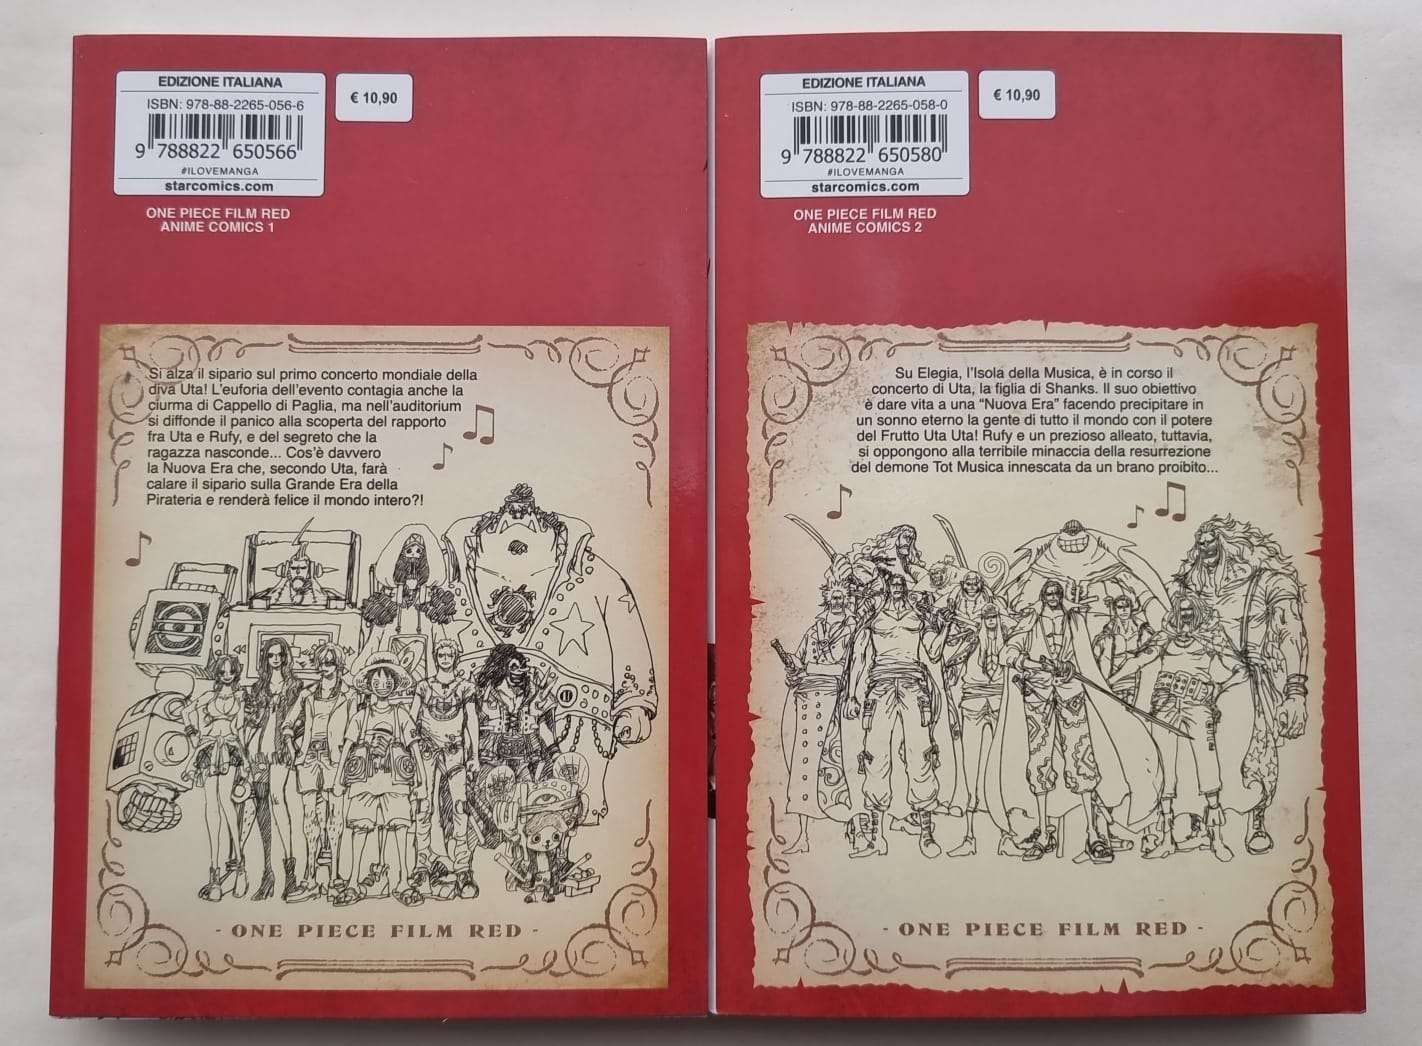 EDIZIONE ITALIANA
ISBN: 978-88-2265-056-6
9 788822 650566
#ILOVEMANGA
starcomics.com
€ 10,90
ONE PIECE FILM RED
ANIME COMICS 1
Si alza il sipario sul primo concerto mondiale della
diva Uta! L'euforia dell'evento contagia anche la
ciurma di Cappello di Paglia, ma nell'auditorium
si diffonde il panico alla scoperta del rapporto
fra Uta e Rufy, e del segreto che la
ragazza nasconde... Cos'è davvero
la Nuova Era che, secondo Uta, farà
calare il sipario sulla Grande Era della
Pirateria e renderà felice il mondo intero?!
- ONE PIECE FILM RED -
EDIZIONE ITALIANA
ISBN: 978-88-2265-058-0
9 788822 650580
#ILOVEMANGA
starcomics.com
€ 10,90
ONE PIECE FILM RED
ANIME COMICS 2
Su Elegia, l'Isola della Musica, è in corso il
concerto di Uta, la figlia di Shanks. Il suo obiettivo
è dare vita a una “Nuova Era” facendo precipitare in
un sonno eterno la gente di tutto il mondo con il potere
del Frutto Uta Uta! Rufy e un prezioso alleato, tuttavia,
si oppongono alla terribile minaccia della resurrezione
del demone Tot Musica innescata da un brano proibito...
- ONE PIECE FILM RED -